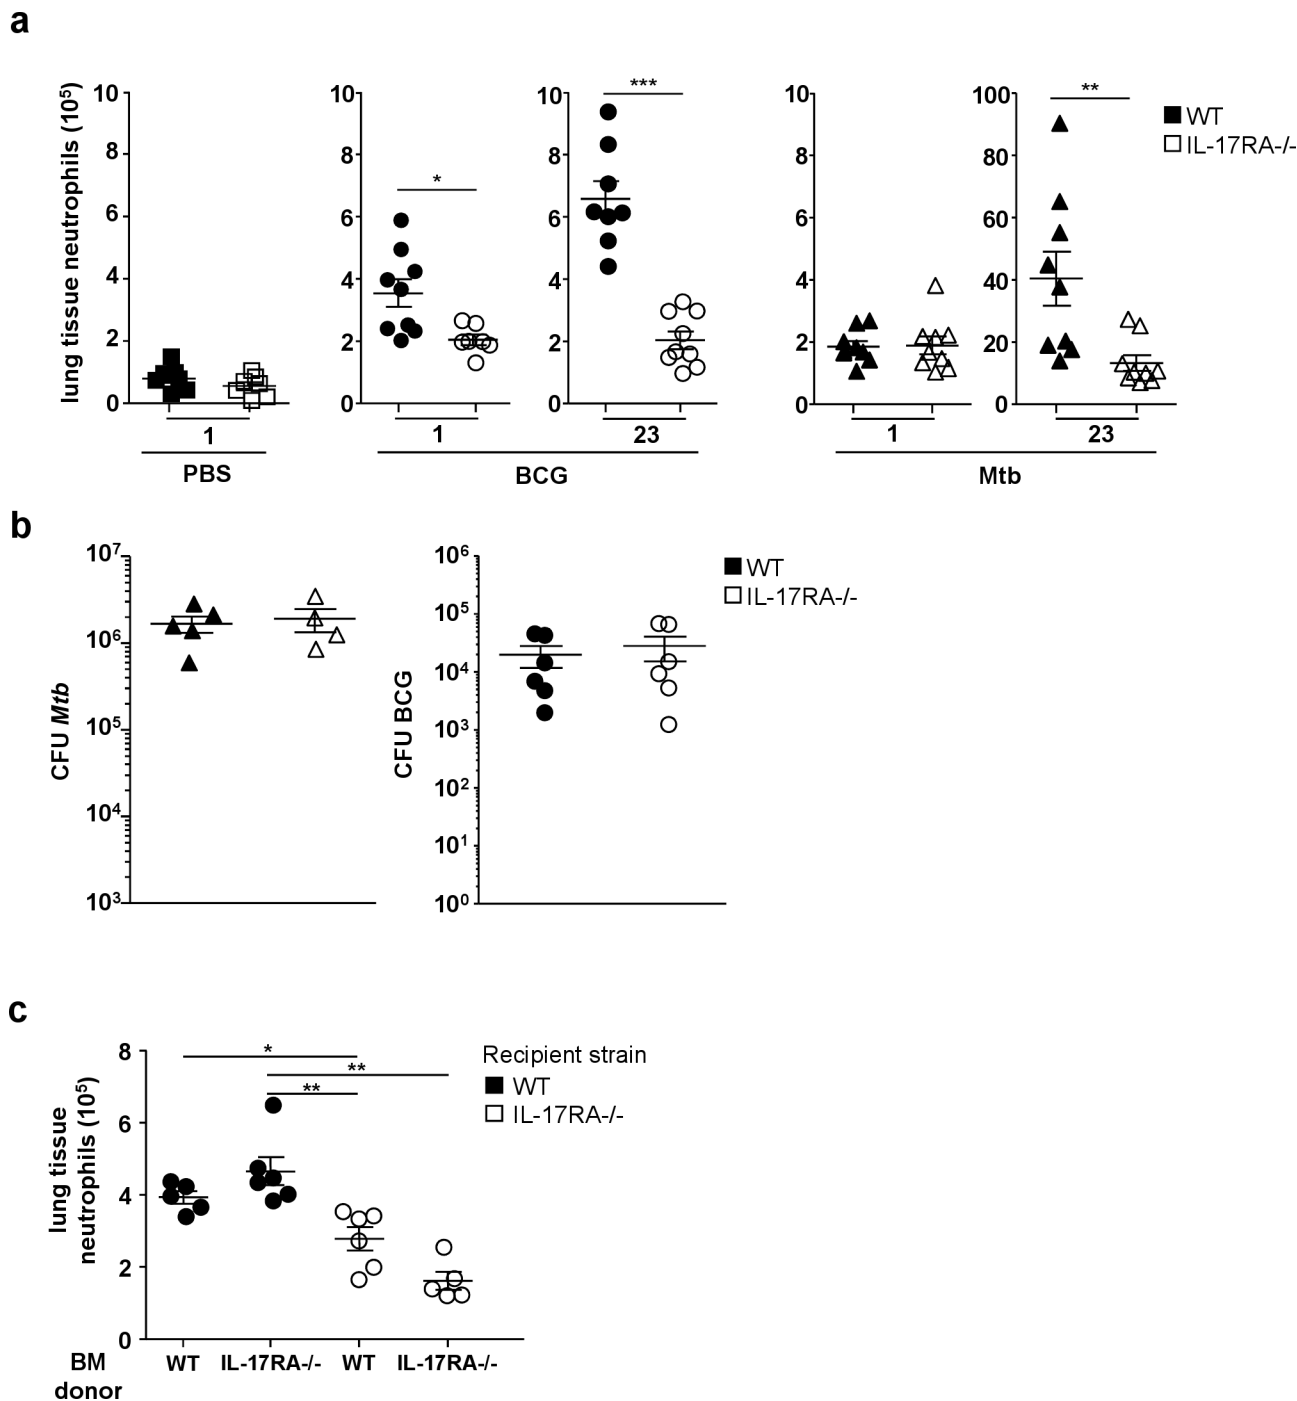 a
lung tissue neutrophils (10⁵)
10
8
6
4
2
0
1
PBS
10
8
6
4
2
0
*
1
10
8
6
4
2
0
***
23
BCG
10
8
6
4
2
0
1
100
80
60
40
20
0
**
23
Mtb
WT
IL-17RA-/-
b
CFU Mtb
10⁷
10⁶
10⁵
10⁴
10³
CFU BCG
10⁶
10⁵
10⁴
10³
10²
10¹
10⁰
WT
IL-17RA-/-
c
lung tissue
neutrophils (10⁵)
8
6
4
2
0
*
**
**
Recipient strain
WT
IL-17RA-/-
BM
donor
WT IL-17RA-/- WT IL-17RA-/-